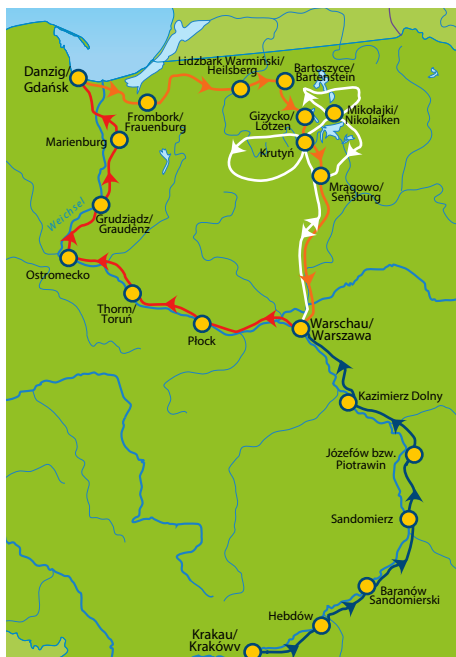 Danzig/
Gdańsk
Lidzbark Warmiński/
Heilsberg
Bartoszyce/
Bartenstein
Frombork/
Frauenburg
Gizycko/
Lötzen
Mikołajki/
Nikolaiken
Marienburg
Krutyń
Mrągowo/
Sensburg
Weichsel
Grudziądz/
Graudenz
Ostromecko
Thorn/
Toruń
Płock
Warschau/
Warszawa
Kazimierz Dolny
Józefów bzw.
Piotrawin
Sandomierz
Baranów
Sandomierski
Hebdów
Krakau/
Krakówv